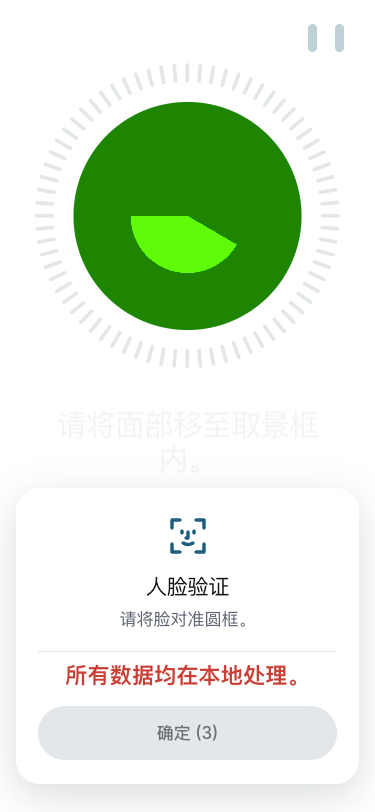 请将面部移至取景框
内。
人脸验证
请将脸对准圆框。
所有数据均在本地处理。
确定 (3)